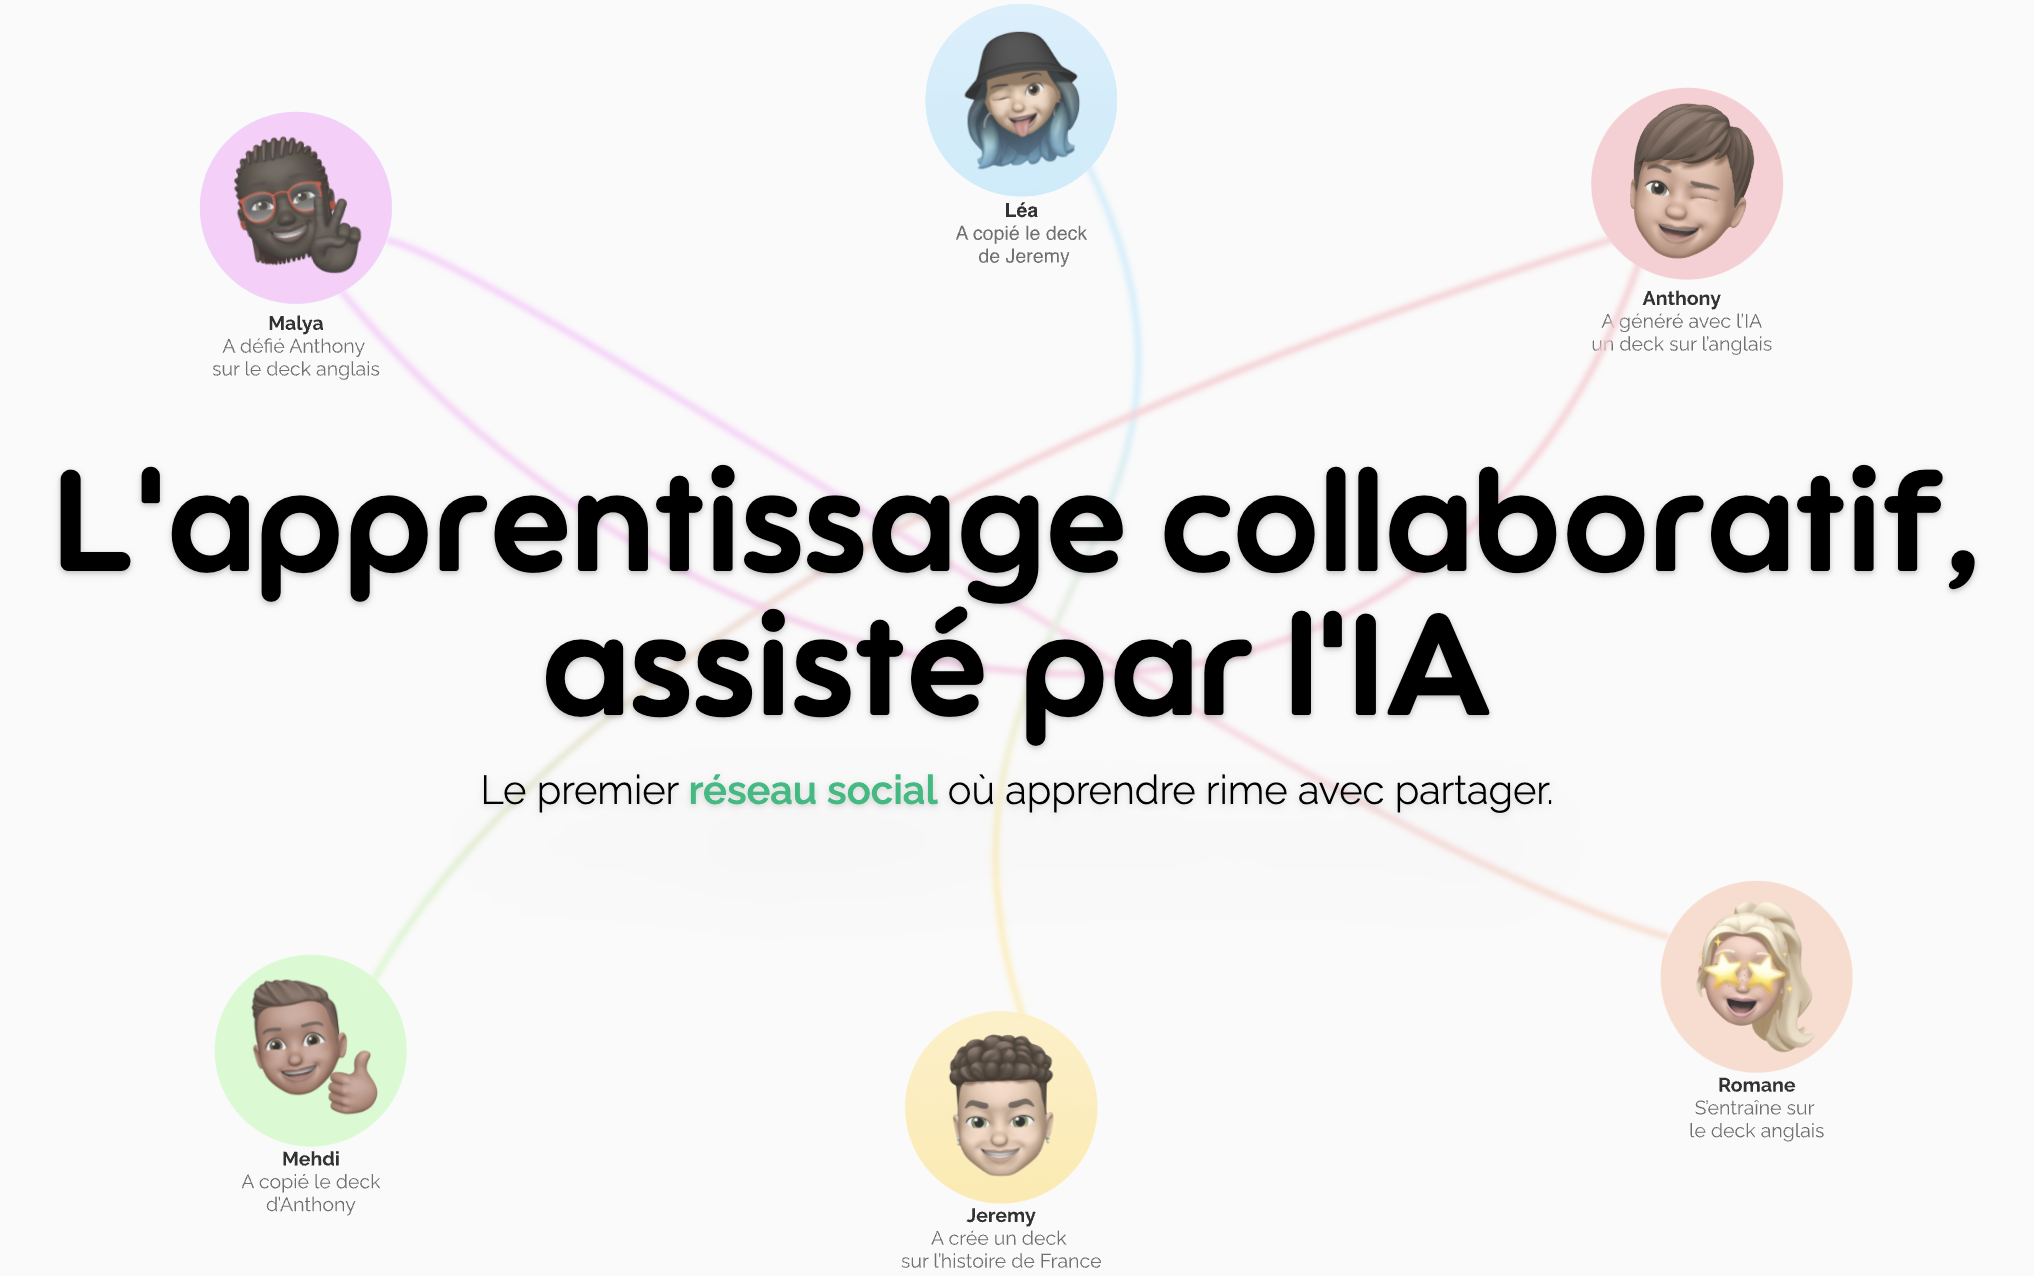 Léa
A copié le deck
de Jeremy
Malya
A défié Anthony
sur le deck anglais
Anthony
A généré avec l'IA
un deck sur l'anglais
L'apprentissage collaboratif,
assisté par l'IA
Le premier réseau social où apprendre rime avec partager.
Mehdi
A copié le deck
d'Anthony
Jeremy
A crée un deck
sur l'histoire de France
Romane
S'entraîne sur
le deck anglais